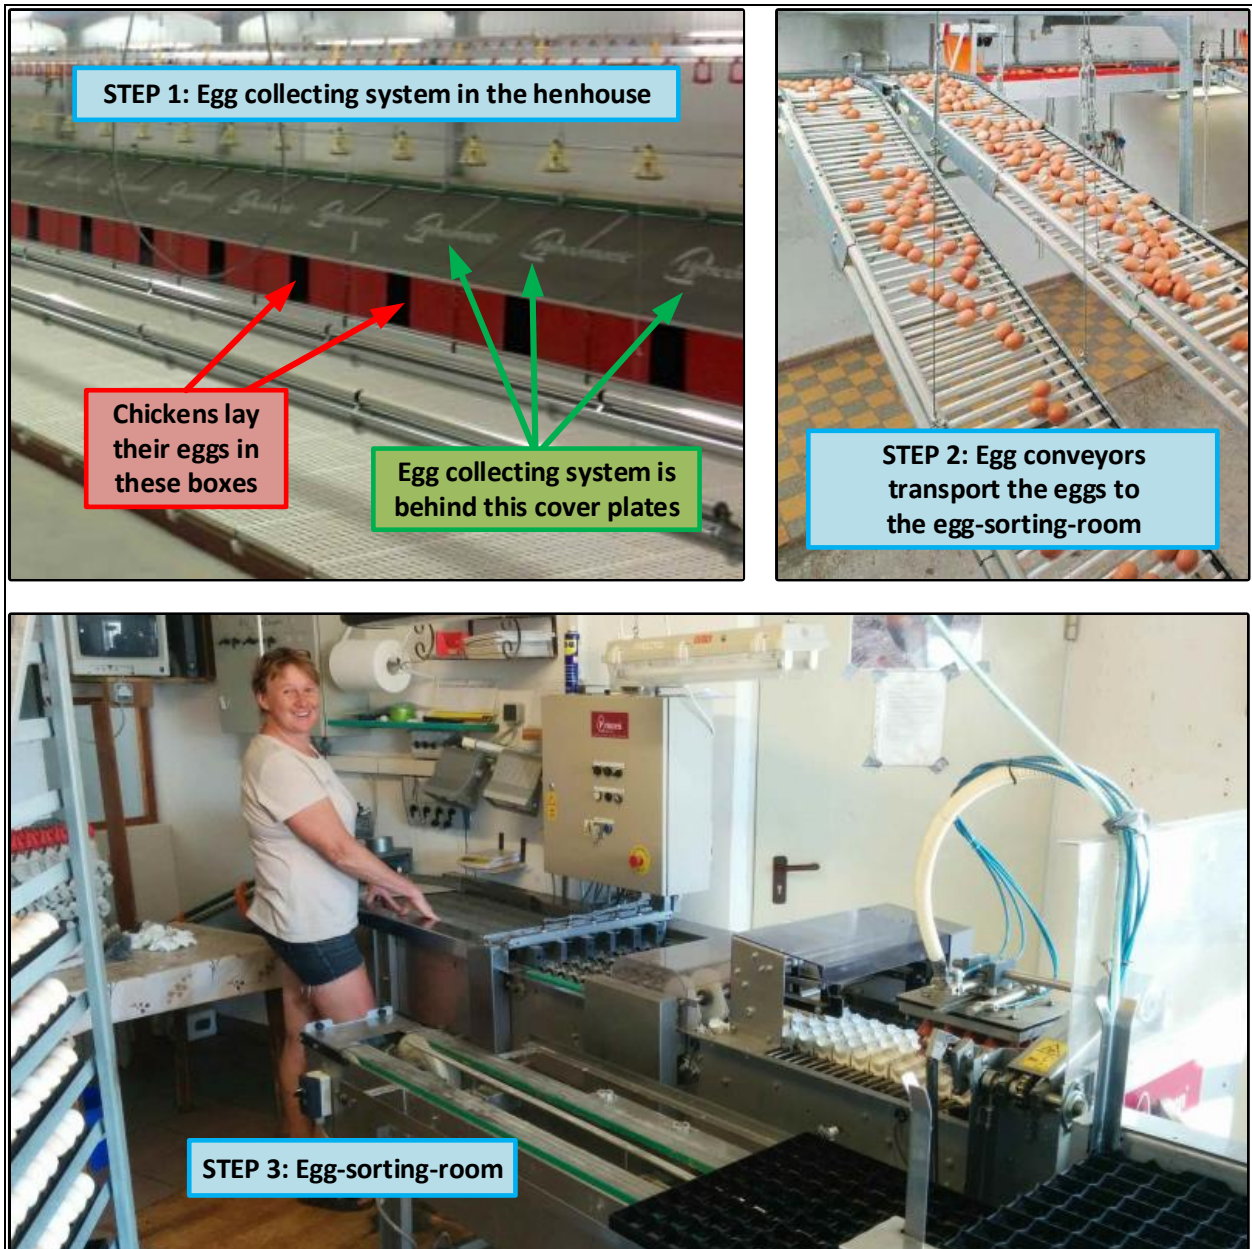 STEP 1: Egg collecting system in the henhouse
Chickens lay
their eggs in
these boxes
Egg collecting system is
behind this cover plates
STEP 2: Egg conveyors
transport the eggs to
the egg-sorting-room
STEP 3: Egg-sorting-room